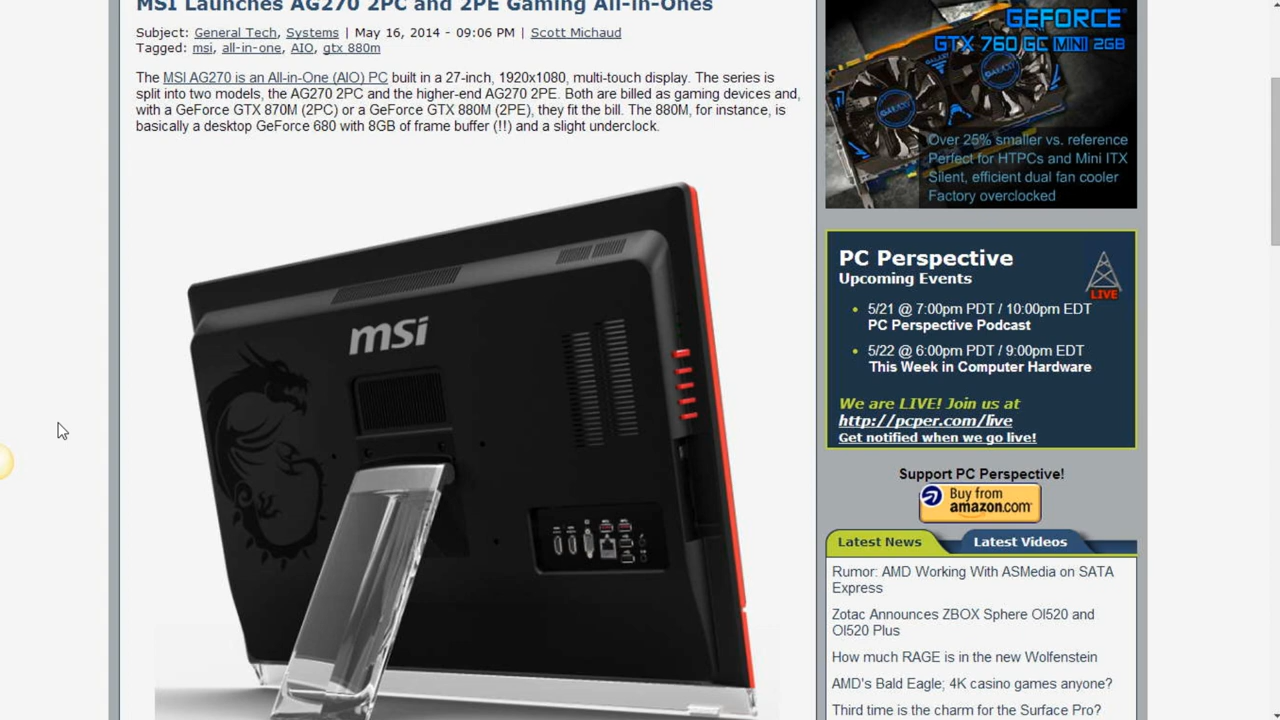 MSI Launches AG270 2PC and 2PE Gaming All-in-Ones
Subject: General Tech, Systems | May 16, 2014 - 09:06 PM | Scott Michaud
Tagged: msi, all-in-one, AIO, gtx 880m
The MSI AG270 is an All-in-One (AIO) PC built in a 27-inch, 1920x1080, multi-touch display. The series is
split into two models, the AG270 2PC and the higher-end AG270 2PE. Both are billed as gaming devices and,
with a GeForce GTX 870M (2PC) or a GeForce GTX 880M (2PE), they fit the bill. The 880M, for instance, is
basically a desktop GeForce 680 with 8GB of frame buffer (!!) and a slight underclock.
msi
GEFORCE
GTX 760 GC MINI 2GB
Over 25% smaller vs. reference
Perfect for HTPCs and Mini ITX
Silent, efficient dual fan cooler
Factory overclocked
PC Perspective
Upcoming Events
LIVE
5/21 @ 7:00pm PDT / 10:00pm EDT
PC Perspective Podcast
5/22 @ 6:00pm PDT / 9:00pm EDT
This Week in Computer Hardware
We are LIVE! Join us at
http://pcper.com/live
Get notified when we go live!
Support PC Perspective!
Buy from
amazon.com
Latest News
Latest Videos
Rumor: AMD Working With ASMedia on SATA
Express
Zotac Announces ZBOX Sphere OI520 and
OI520 Plus
How much RAGE is in the new Wolfenstein
AMD's Bald Eagle; 4K casino games anyone?
Third time is the charm for the Surface Pro?